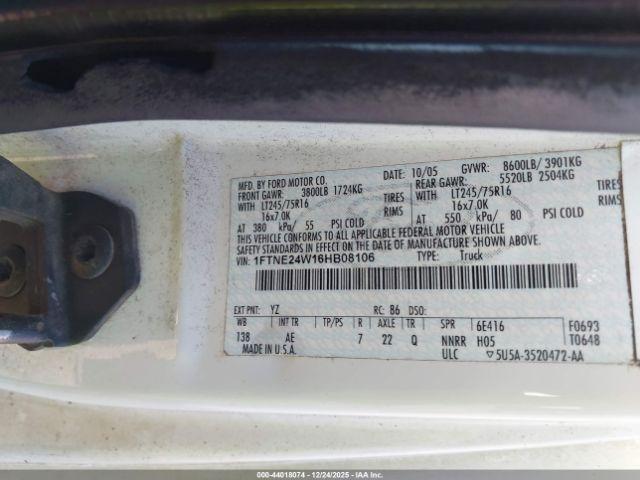 MFD. BY FORD MOTOR CO. DATE: 10/05 GVWR: 8600LB/ 3901KG
FRONT GAWR: 3800LB 1724KG REAR GAWR: 5520LB 2504KG
WITH LT245/75R16 TIRES WITH LT245/75R16 TIRES
16x7.0K RIMS 16x7.0K RIMS
AT 380 kPa/ 55 PSI COLD AT 550 kPa/ 80 PSI COLD
THIS VEHICLE CONFORMS TO ALL APPLICABLE FEDERAL MOTOR VEHICLE
SAFETY STANDARDS IN EFFECT ON THE DATE OF MANUFACTURE SHOWN ABOVE.
VIN: 1FTNE24W16HB08106 TYPE: Truck
EXT PNT: YZ RC: 86 DSO:
WB INT TR TP/PS R AXLE TR SPR 6E416 F0693
138 AE 7 22 Q NNRR H05 T0648
MADE IN U.S.A. ULC ▽5U5A-3520472-AA
000-44018074 | 12/24/2025 - IAAI.com